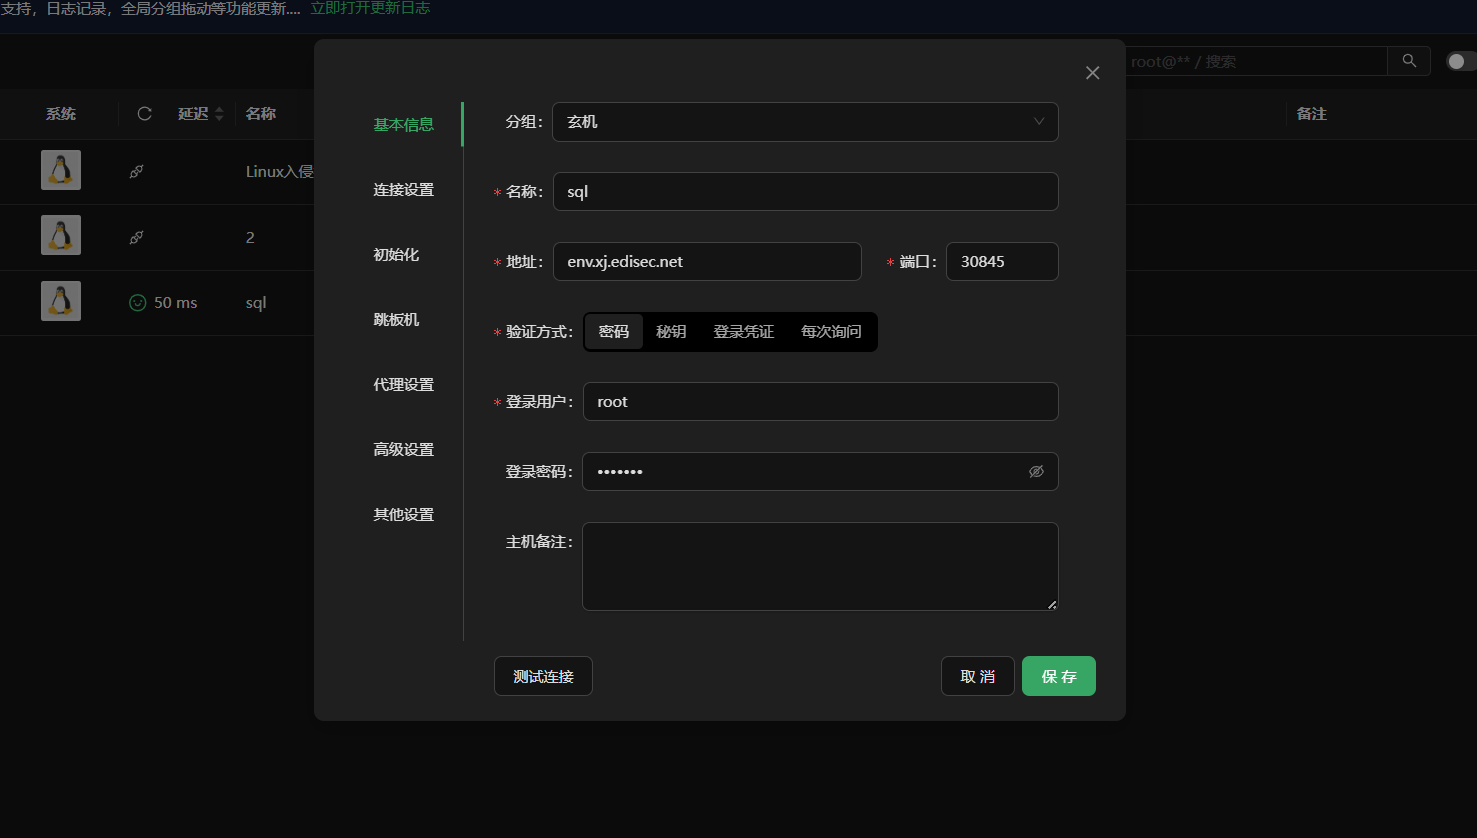 支持，日志记录，全局分组拖动等功能更新.... 立即打开更新日志
root@** / 搜索
系统 延迟 名称 备注
Linux入侵
2
50 ms sql
基本信息
连接设置
初始化
跳板机
代理设置
高级设置
其他设置
分组： 玄机
* 名称： sql
* 地址： env.xj.edisec.net * 端口： 30845
* 验证方式： 密码 秘钥 登录凭证 每次询问
* 登录用户： root
登录密码： •••••••
主机备注：
测试连接 取 消 保 存